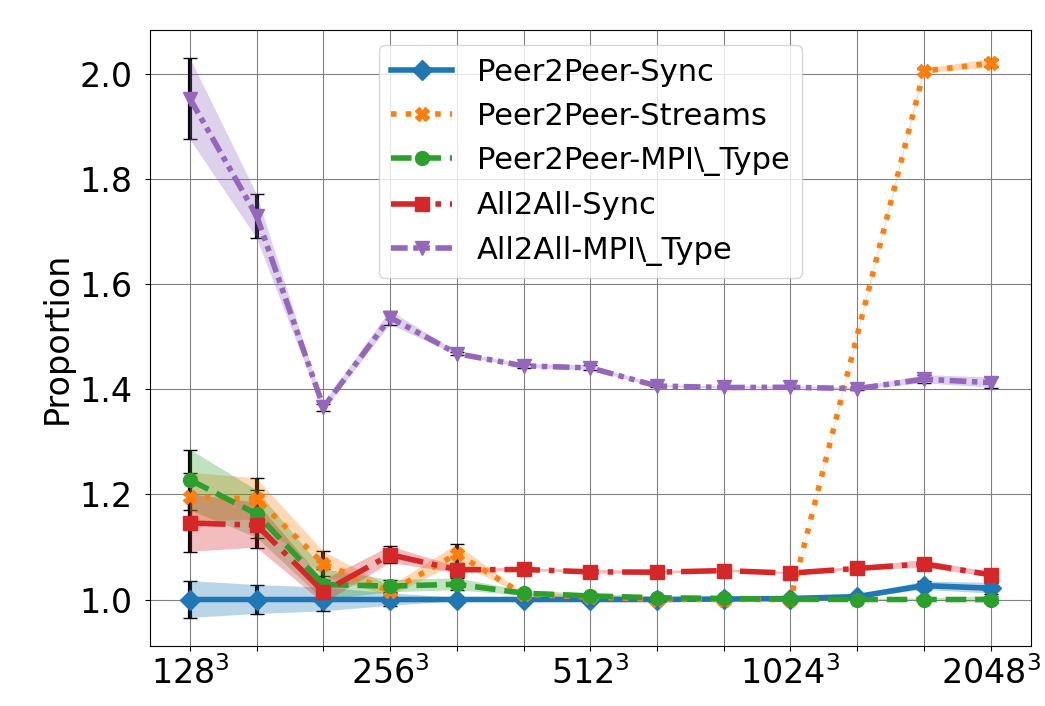 Proportion
2.0
1.8
1.6
1.4
1.2
1.0
Peer2Peer-Sync
Peer2Peer-Streams
Peer2Peer-MPI\_Type
All2All-Sync
All2All-MPI\_Type
128³ 256³ 512³ 1024³ 2048³